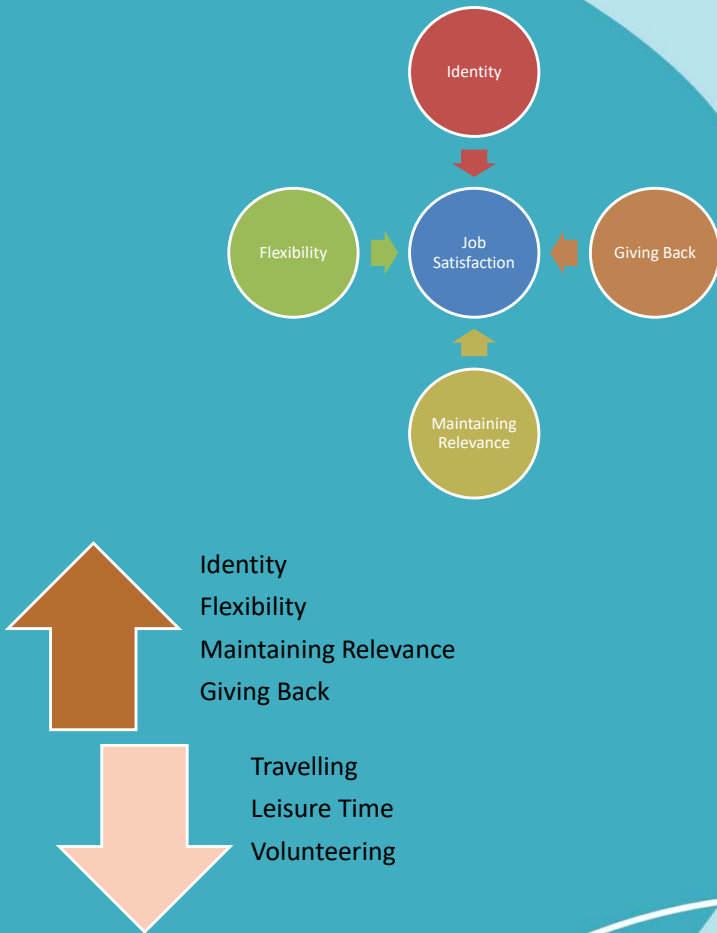 Identity
Flexibility
Job
Satisfaction
Giving Back
Maintaining
Relevance
Identity
Flexibility
Maintaining Relevance
Giving Back
Travelling
Leisure Time
Volunteering